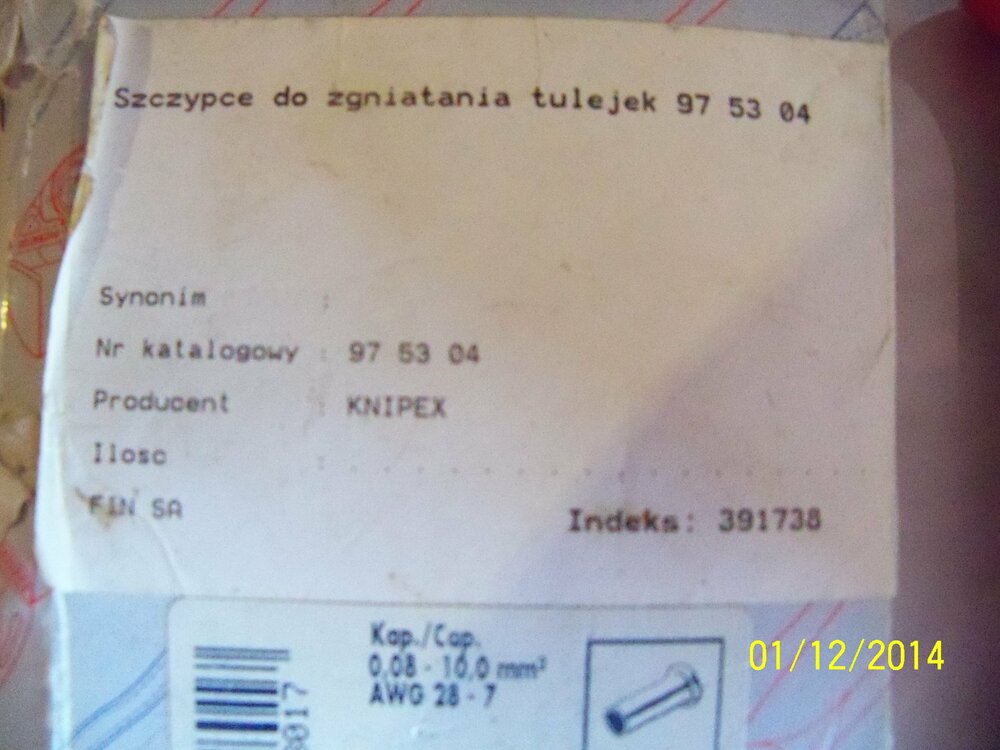 Szczypce do zgniatania tulejek 97 53 04
Synonim :
Nr katalogowy : 97 53 04
Producent : KNIPEX
Ilosc : . . . . . . . . . . . . . . . . . . . .
FIN SA
Indeks: 391738
Kap./Cap.
0,08 - 10,0 mm²
AWG 28 - 7
01/12/2014